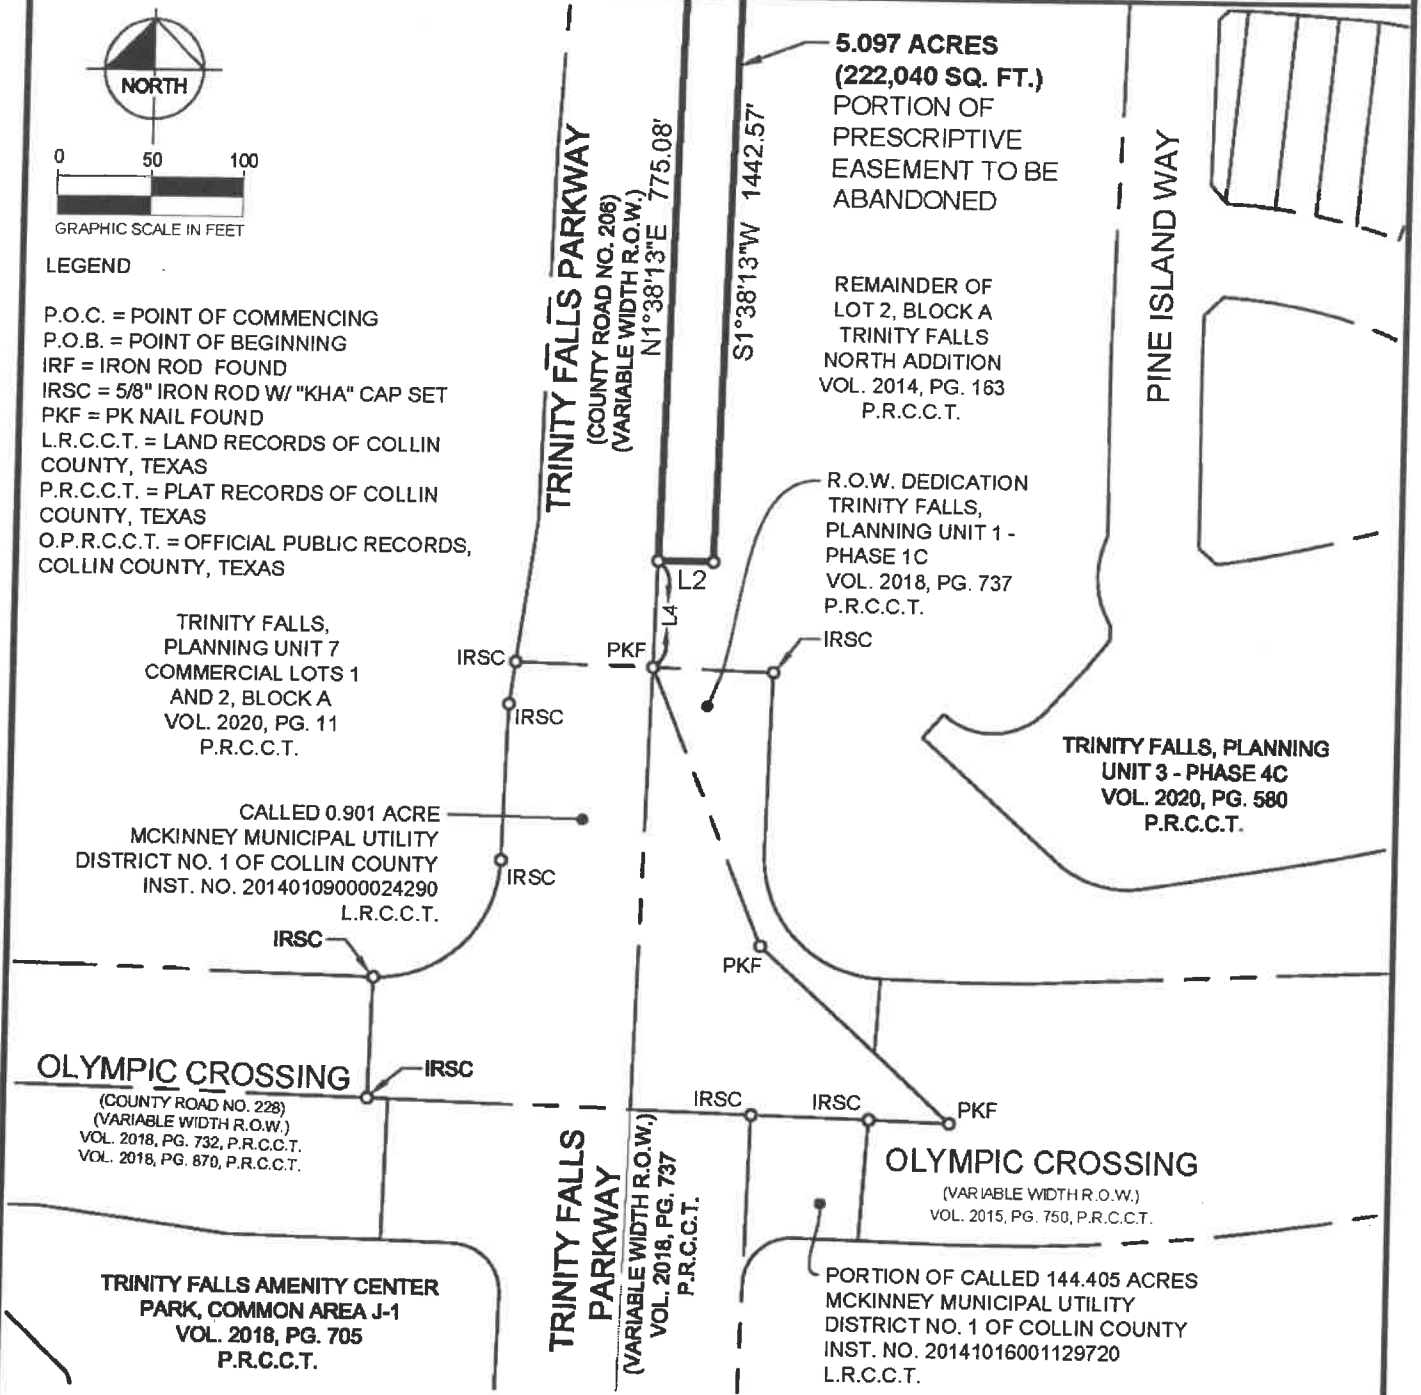 NORTH
0 50 100
GRAPHIC SCALE IN FEET
LEGEND
P.O.C. = POINT OF COMMENCING
P.O.B. = POINT OF BEGINNING
IRF = IRON ROD FOUND
IRSC = 5/8" IRON ROD W/ "KHA" CAP SET
PKF = PK NAIL FOUND
L.R.C.C.T. = LAND RECORDS OF COLLIN
COUNTY, TEXAS
P.R.C.C.T. = PLAT RECORDS OF COLLIN
COUNTY, TEXAS
O.P.R.C.C.T. = OFFICIAL PUBLIC RECORDS,
COLLIN COUNTY, TEXAS
TRINITY FALLS PARKWAY
(COUNTY ROAD NO. 206)
(VARIABLE WIDTH R.O.W.)
N1°38'13"E 775.08'
S1°38'13"W 1442.57'
5.097 ACRES
(222,040 SQ. FT.)
PORTION OF
PRESCRIPTIVE
EASEMENT TO BE
ABANDONED
REMAINDER OF
LOT 2, BLOCK A
TRINITY FALLS
NORTH ADDITION
VOL. 2014, PG. 163
P.R.C.C.T.
PINE ISLAND WAY
R.O.W. DEDICATION
TRINITY FALLS,
PLANNING UNIT 1 -
PHASE 1C
VOL. 2018, PG. 737
P.R.C.C.T.
L2
L4
TRINITY FALLS,
PLANNING UNIT 7
COMMERCIAL LOTS 1
AND 2, BLOCK A
VOL. 2020, PG. 11
P.R.C.C.T.
IRSC
PKF
IRSC
IRSC
TRINITY FALLS, PLANNING
UNIT 3 - PHASE 4C
VOL. 2020, PG. 580
P.R.C.C.T.
CALLED 0.901 ACRE
MCKINNEY MUNICIPAL UTILITY
DISTRICT NO. 1 OF COLLIN COUNTY
INST. NO. 20140109000024290
L.R.C.C.T.
IRSC
IRSC
PKF
OLYMPIC CROSSING
(COUNTY ROAD NO. 228)
(VARIABLE WIDTH R.O.W.)
VOL. 2018, PG. 732, P.R.C.C.T.
VOL. 2018, PG. 870, P.R.C.C.T.
IRSC
IRSC
IRSC
PKF
OLYMPIC CROSSING
(VARIABLE WIDTH R.O.W.)
VOL. 2015, PG. 750, P.R.C.C.T.
TRINITY FALLS
PARKWAY
(VARIABLE WIDTH R.O.W.)
VOL. 2018, PG. 737
P.R.C.C.T.
TRINITY FALLS AMENITY CENTER
PARK, COMMON AREA J-1
VOL. 2018, PG. 705
P.R.C.C.T.
PORTION OF CALLED 144.405 ACRES
MCKINNEY MUNICIPAL UTILITY
DISTRICT NO. 1 OF COLLIN COUNTY
INST. NO. 20141016001129720
L.R.C.C.T.